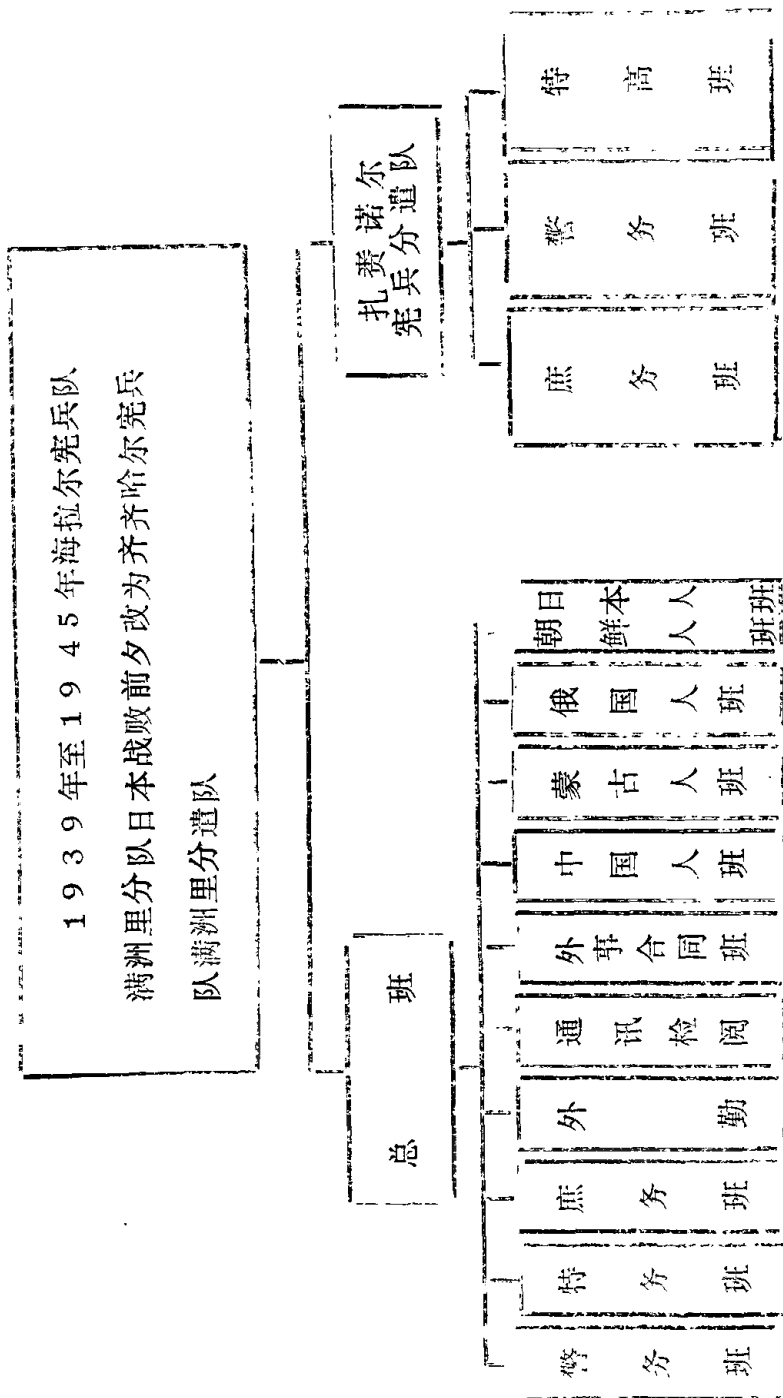 1939年至1945年海拉尔宪兵队
满洲里分队日本战败前夕改为齐齐哈尔宪兵
队满洲里分遣队
总班
扎赉诺尔
宪兵分遣队
警务班
特务班
庶务班
外勤
通讯检阅
外事合同班
中国人班
蒙古人班
俄国人班
朝鲜人班
日本人班
庶务班
警务班
特高班